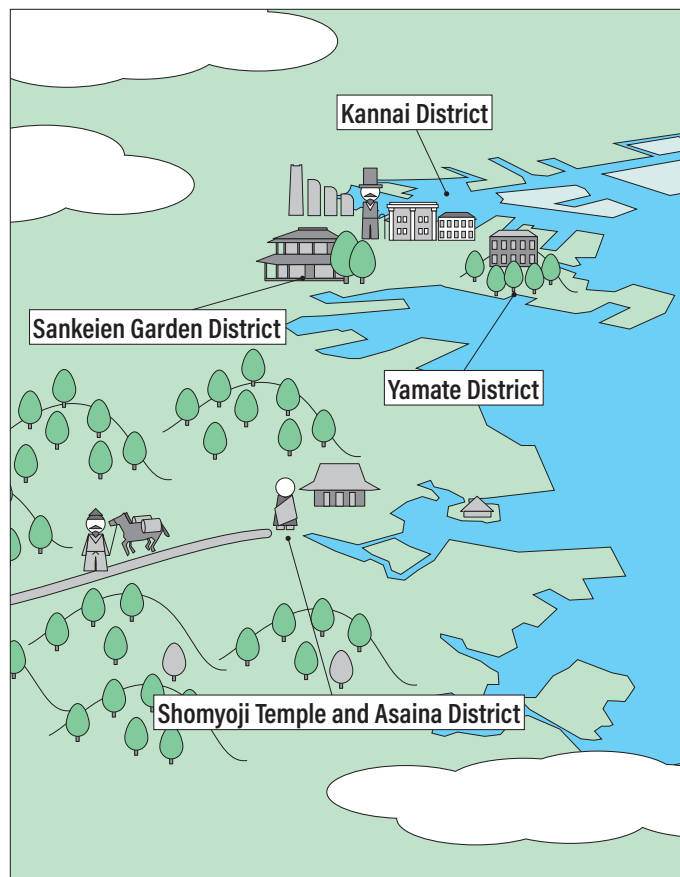 Kannai District
Sankeien Garden District
Yamate District
Shomyoji Temple and Asaina District